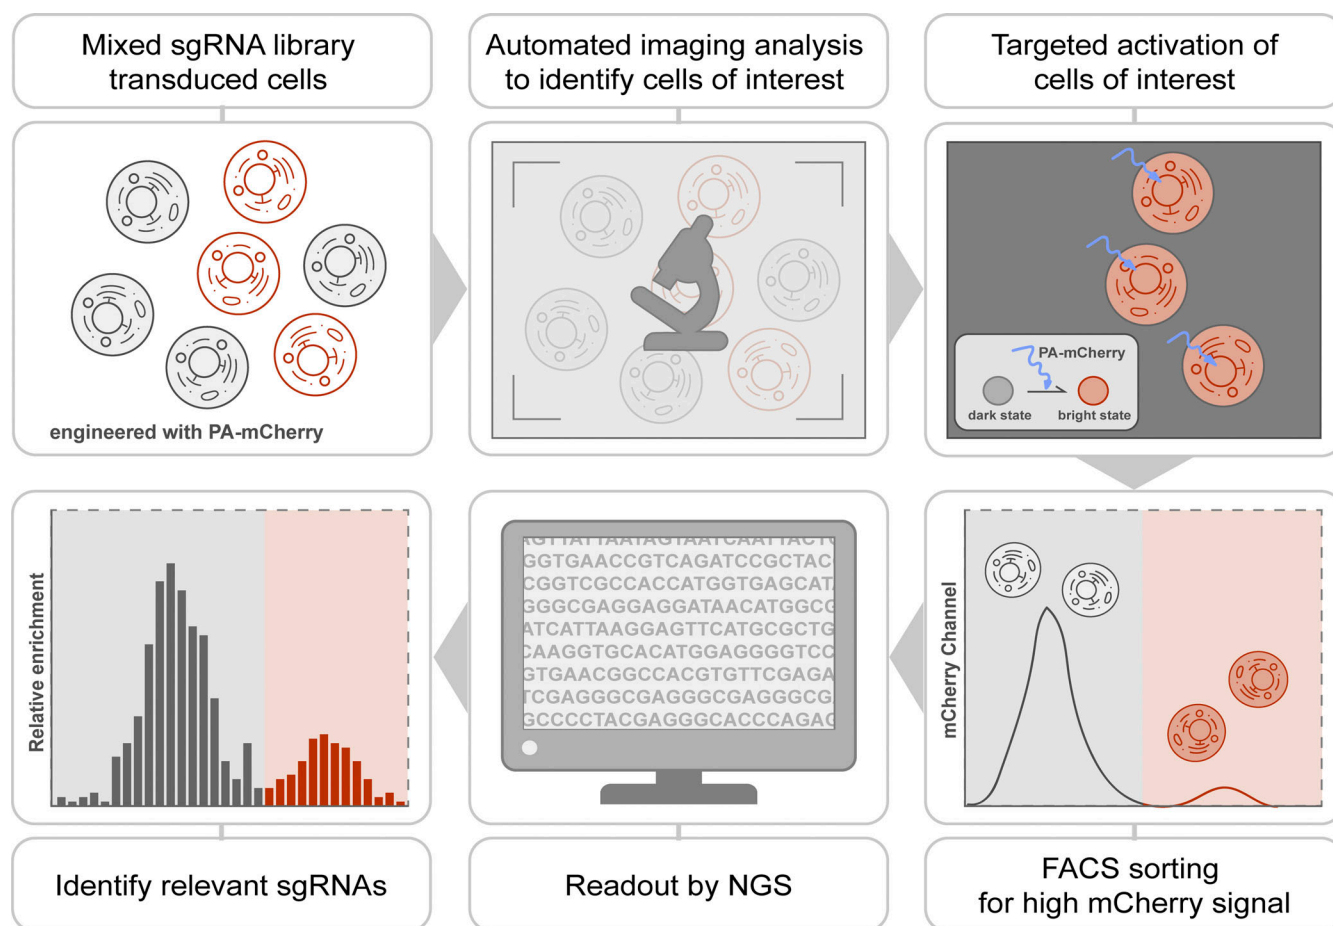 Mixed sgRNA library
transduced cells
Automated imaging analysis
to identify cells of interest
Targeted activation of
cells of interest
engineered with PA-mCherry
PA-mCherry
dark state
bright state
Relative enrichment
AGTTATTAATAGTAATCAATTACTG
GGTGAACCGTCAGATCCGCTAC
CGGTCGCCACCATGGTGAGCAT
GGGCGAGGAGGATAACATGGCG
ATCATTAAGGAGTTCATGCGCTG
CAAGGTGCACATGGAGGGGTCC
GTGAACGGCCACGTGTTCGAGA
TCGAGGGCGAGGGCGAGGGCG
GCCCCTACGAGGGCACCCAGAG
mCherry Channel
Identify relevant sgRNAs
Readout by NGS
FACS sorting
for high mCherry signal